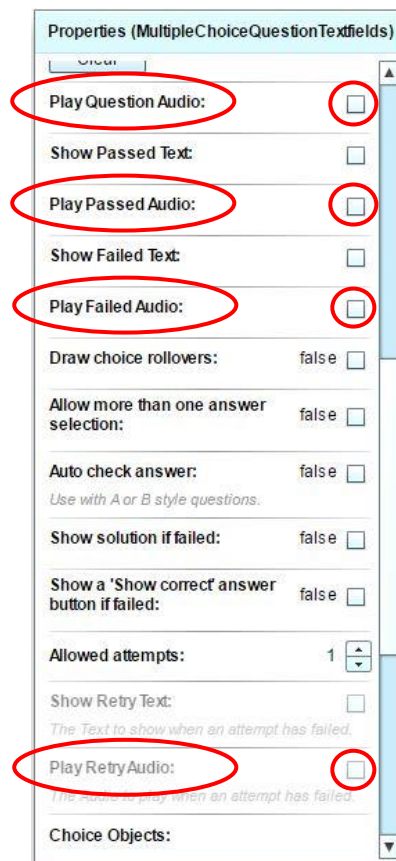 Properties (MultipleChoiceQuestionTextfields)
Clear
Play Question Audio:
Show Passed Text:
Play Passed Audio:
Show Failed Text:
Play Failed Audio:
Draw choice rollovers: false
Allow more than one answer
selection: false
Auto check answer: false
Use with A or B style questions.
Show solution if failed: false
Show a 'Show correct' answer
button if failed: false
Allowed attempts: 1
Show Retry Text:
The Text to show when an attempt has failed.
Play Retry Audio:
The Audio to play when an attempt has failed.
Choice Objects: